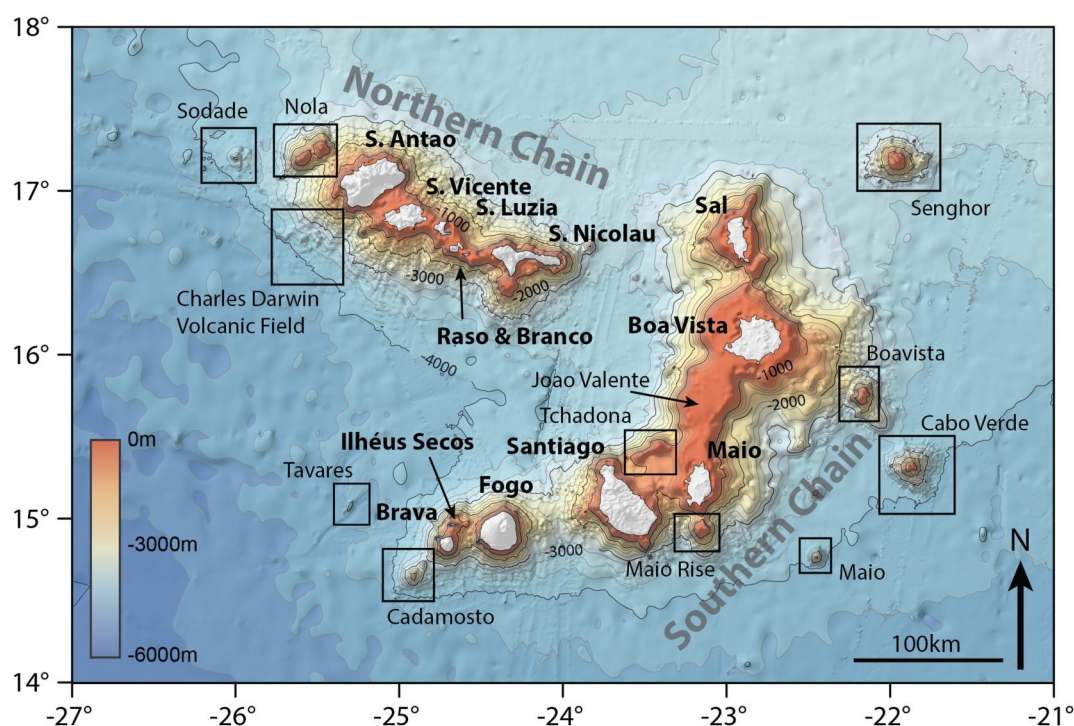 18°
17°
16°
15°
14°
-27°
-26°
-25°
-24°
-23°
-22°
-21°
Northern Chain
Southern Chain
Sodade
Nola
S. Antao
S. Vicente
S. Luzia
S. Nicolau
-1000
-3000
-2000
Charles Darwin
Volcanic Field
Raso & Branco
-4000
Sal
Senghor
Boa Vista
Boavista
-1000
-2000
Joao Valente
Tchadona
Cabo Verde
Ilhéus Secos
Santiago
Maio
Tavares
Fogo
Brava
-3000
Maio Rise
Maio
Cadamosto
0m
-3000m
-6000m
N
100km